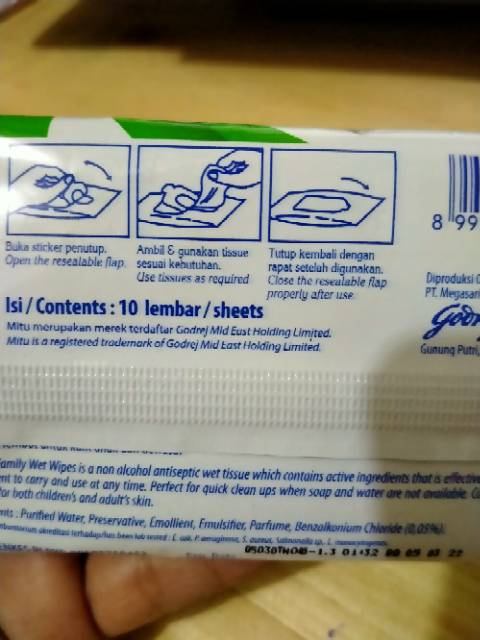 Buka sticker penutup.
Open the resealable flap.
Ambil & gunakan tissue
sesuai kebutuhan.
Use tissues as required
Tutup kembali dengan
rapat setelah digunakan.
Close the resealable flap
properly after use.
8 99
Isi / Contents : 10 lembar / sheets
Mitu merupakan merek terdaftar Godrej Mid East Holding Limited.
Mitu is a registered trademark of Godrej Mid East Holding Limited.
Diproduksi
PT. Megasari
Godrej
Gunung Putri,
amily Wet Wipes is a non alcohol antiseptic wet tissue which contains active ingredients that is effective
nt to carry and use at any time. Perfect for quick clean ups when soap and water are not available.
for both children's and adult's skin.
nts : Purified Water, Preservative, Emollient, Emulsifier, Parfume, Benzalkonium Chloride (0,05%).